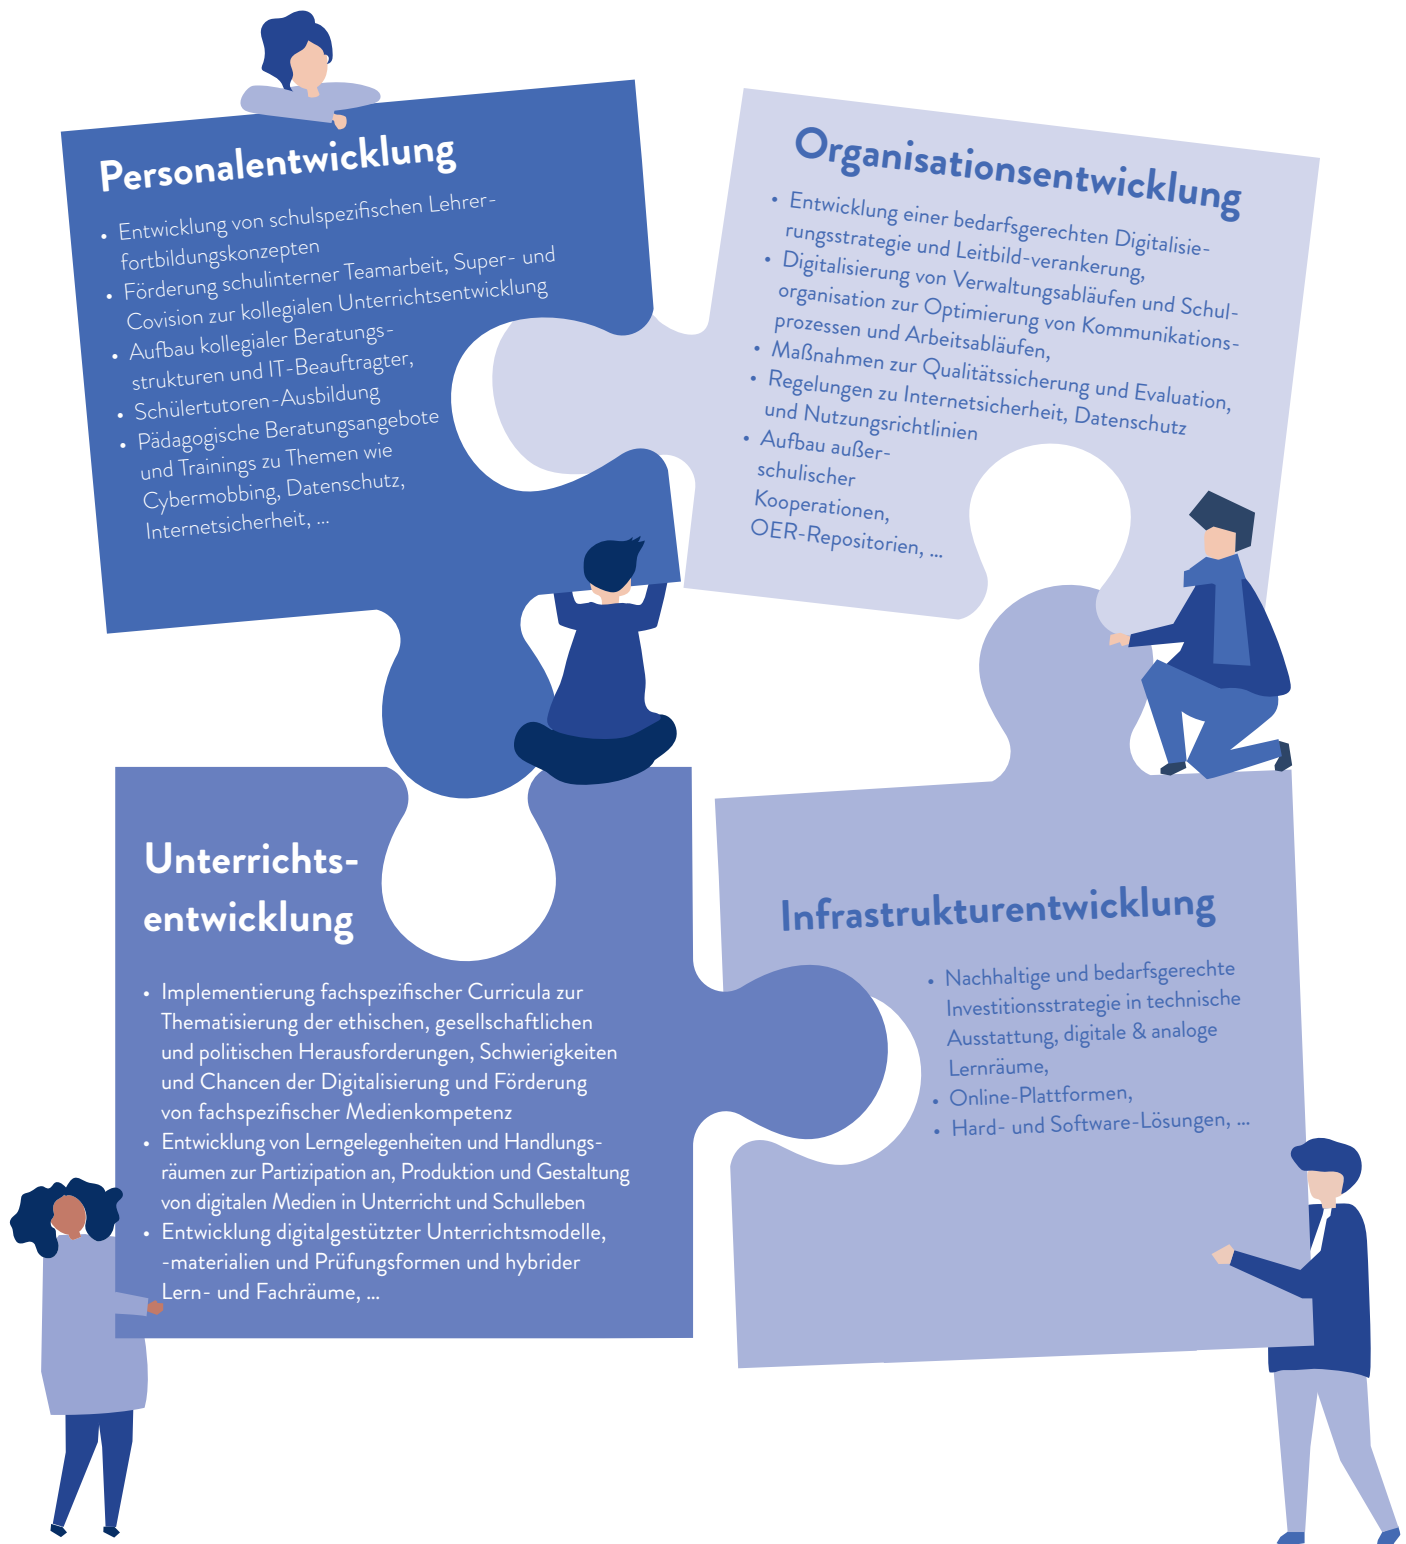 Personalentwicklung
• Entwicklung von schulspezifischen Lehrer-
fortbildungskonzepten
• Förderung schulinterner Teamarbeit, Super- und
Covision zur kollegialen Unterrichtsentwicklung
• Aufbau kollegialer Beratungs-
strukturen und IT-Beauftragter,
• Schülertutoren-Ausbildung
• Pädagogische Beratungsangebote
und Trainings zu Themen wie
Cybermobbing, Datenschutz,
Internetsicherheit, ...
Organisationsentwicklung
• Entwicklung einer bedarfsgerechten Digitalisie-
rungsstrategie und Leitbild-verankerung,
• Digitalisierung von Verwaltungsabläufen und Schul-
organisation zur Optimierung von Kommunikations-
prozessen und Arbeitsabläufen,
• Maßnahmen zur Qualitätssicherung und Evaluation,
• Regelungen zu Internetsicherheit, Datenschutz
und Nutzungsrichtlinien
• Aufbau außer-
schulischer
Kooperationen,
OER-Repositorien, ...
Unterrichts-
entwicklung
• Implementierung fachspezifischer Curricula zur
Thematisierung der ethischen, gesellschaftlichen
und politischen Herausforderungen, Schwierigkeiten
und Chancen der Digitalisierung und Förderung
von fachspezifischer Medienkompetenz
• Entwicklung von Lerngelegenheiten und Handlungs-
räumen zur Partizipation an, Produktion und Gestaltung
von digitalen Medien in Unterricht und Schulleben
• Entwicklung digitalgestützter Unterrichtsmodelle,
-materialien und Prüfungsformen und hybrider
Lern- und Fachräume, ...
Infrastrukturentwicklung
• Nachhaltige und bedarfsgerechte
Investitionsstrategie in technische
Ausstattung, digitale & analoge
Lernräume,
• Online-Plattformen,
• Hard- und Software-Lösungen, ...